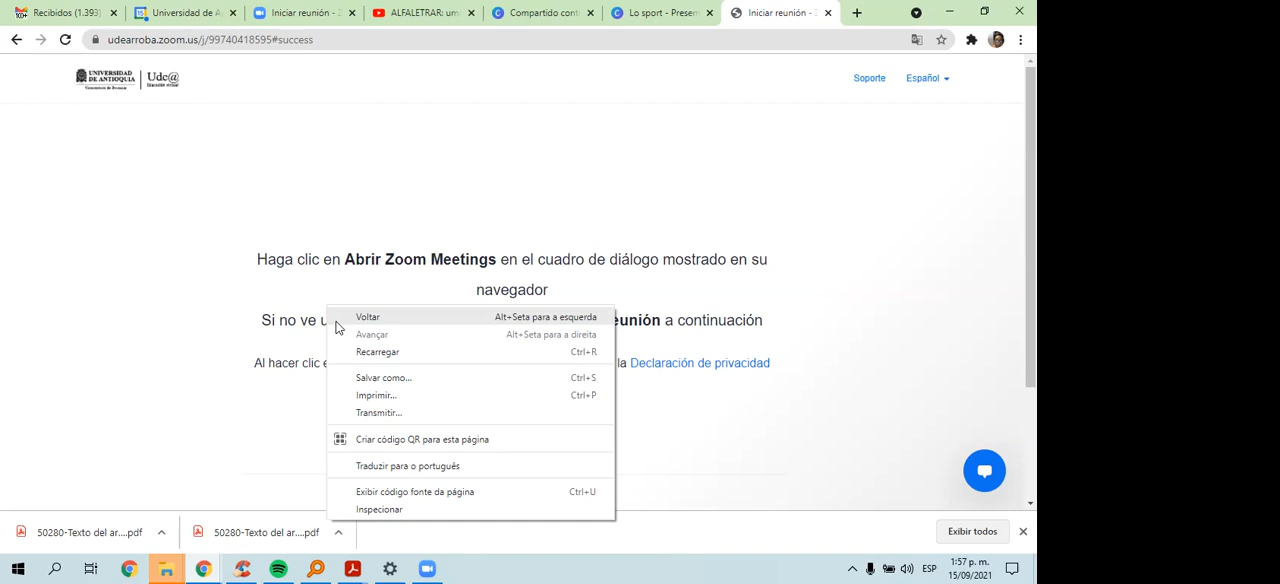 Recibidos (1.393)
Universidad de A
Iniciar reunión - 2
ALFALETRAR: um
Compartido con
Lo sport - Presen
Iniciar reunión - 2
udearroba.zoom.us/j/99740418595#success
UNIVERSIDAD
DE ANTIOQUIA
Ude@
Soporte
Español
Haga clic en Abrir Zoom Meetings en el cuadro de diálogo mostrado en su
navegador
Si no ve u
eunión a continuación
Al hacer clic e
la Declaración de privacidad
Voltar Alt+Seta para a esquerda
Avançar Alt+Seta para a direita
Recarregar Ctrl+R
Salvar como... Ctrl+S
Imprimir... Ctrl+P
Transmitir...
Criar código QR para esta página
Traduzir para o português
Exibir código fonte da página Ctrl+U
Inspecionar
50280-Texto del ar....pdf
50280-Texto del ar....pdf
Exibir todos
ESP
1:57 p. m.
15/09/2021